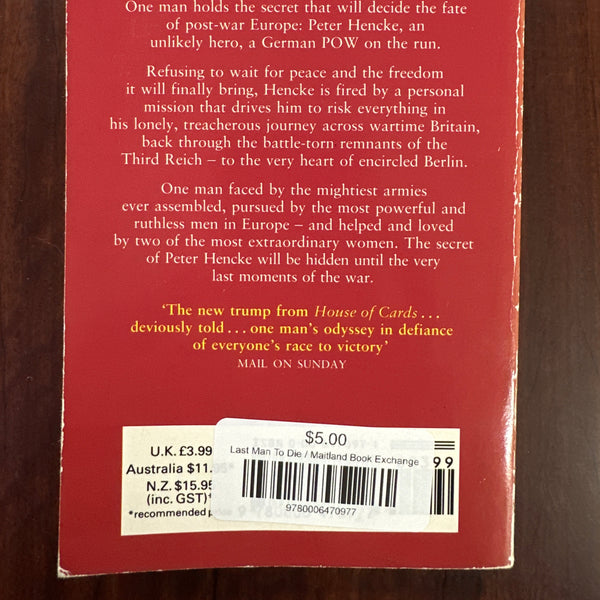 One man holds the secret that will decide the fate
of post-war Europe: Peter Hencke, an
unlikely hero, a German POW on the run.
Refusing to wait for peace and the freedom
it will finally bring, Hencke is fired by a personal
mission that drives him to risk everything in
his lonely, treacherous journey across wartime Britain,
back through the battle-torn remnants of the
Third Reich – to the very heart of encircled Berlin.
One man faced by the mightiest armies
ever assembled, pursued by the most powerful and
ruthless men in Europe – and helped and loved
by two of the most extraordinary women. The secret
of Peter Hencke will be hidden until the very
last moments of the war.
‘The new trump from House of Cards...
deviously told...one man's odyssey in defiance
of everyone's race to victory’
MAIL ON SUNDAY
$5.00
Last Man To Die / Maitland Book Exchange
9780006470977
U.K. £3.99
Australia $11.
N.Z. $15.95
(inc. GST)*
*recommended
99